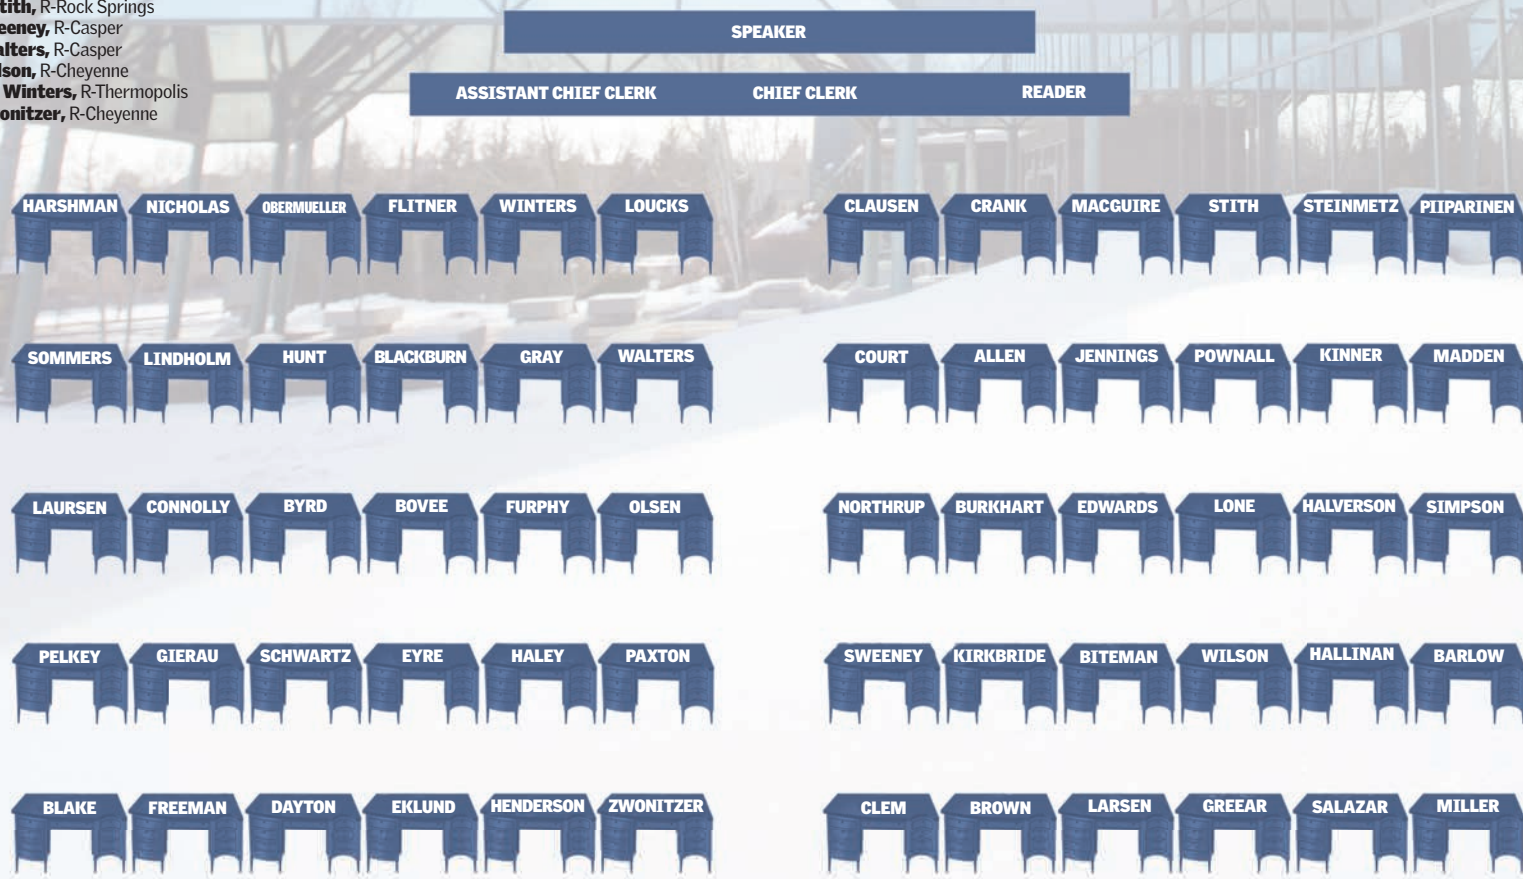 tith, R-Rock Springs
eeney, R-Casper
alters, R-Casper
lson, R-Cheyenne
Winters, R-Thermopolis
onitzer, R-Cheyenne
SPEAKER
ASSISTANT CHIEF CLERK CHIEF CLERK READER
HARSHMAN NICHOLAS OBERMUELLER FLITNER WINTERS LOUCKS CLAUSEN CRANK MACGUIRE STITH STEINMETZ PIIPARINEN
SOMMERS LINDHOLM HUNT BLACKBURN GRAY WALTERS COURT ALLEN JENNINGS POWNALL KINNER MADDEN
LAURSEN CONNOLLY BYRD BOVEE FURPHY OLSEN NORTHRUP BURKHART EDWARDS LONE HALVERSON SIMPSON
PELKEY GIERAU SCHWARTZ EYRE HALEY PAXTON SWEENEY KIRKBRIDE BITEMAN WILSON HALLINAN BARLOW
BLAKE FREEMAN DAYTON EKLUND HENDERSON ZWONITZER CLEM BROWN LARSEN GREEAR SALAZAR MILLER